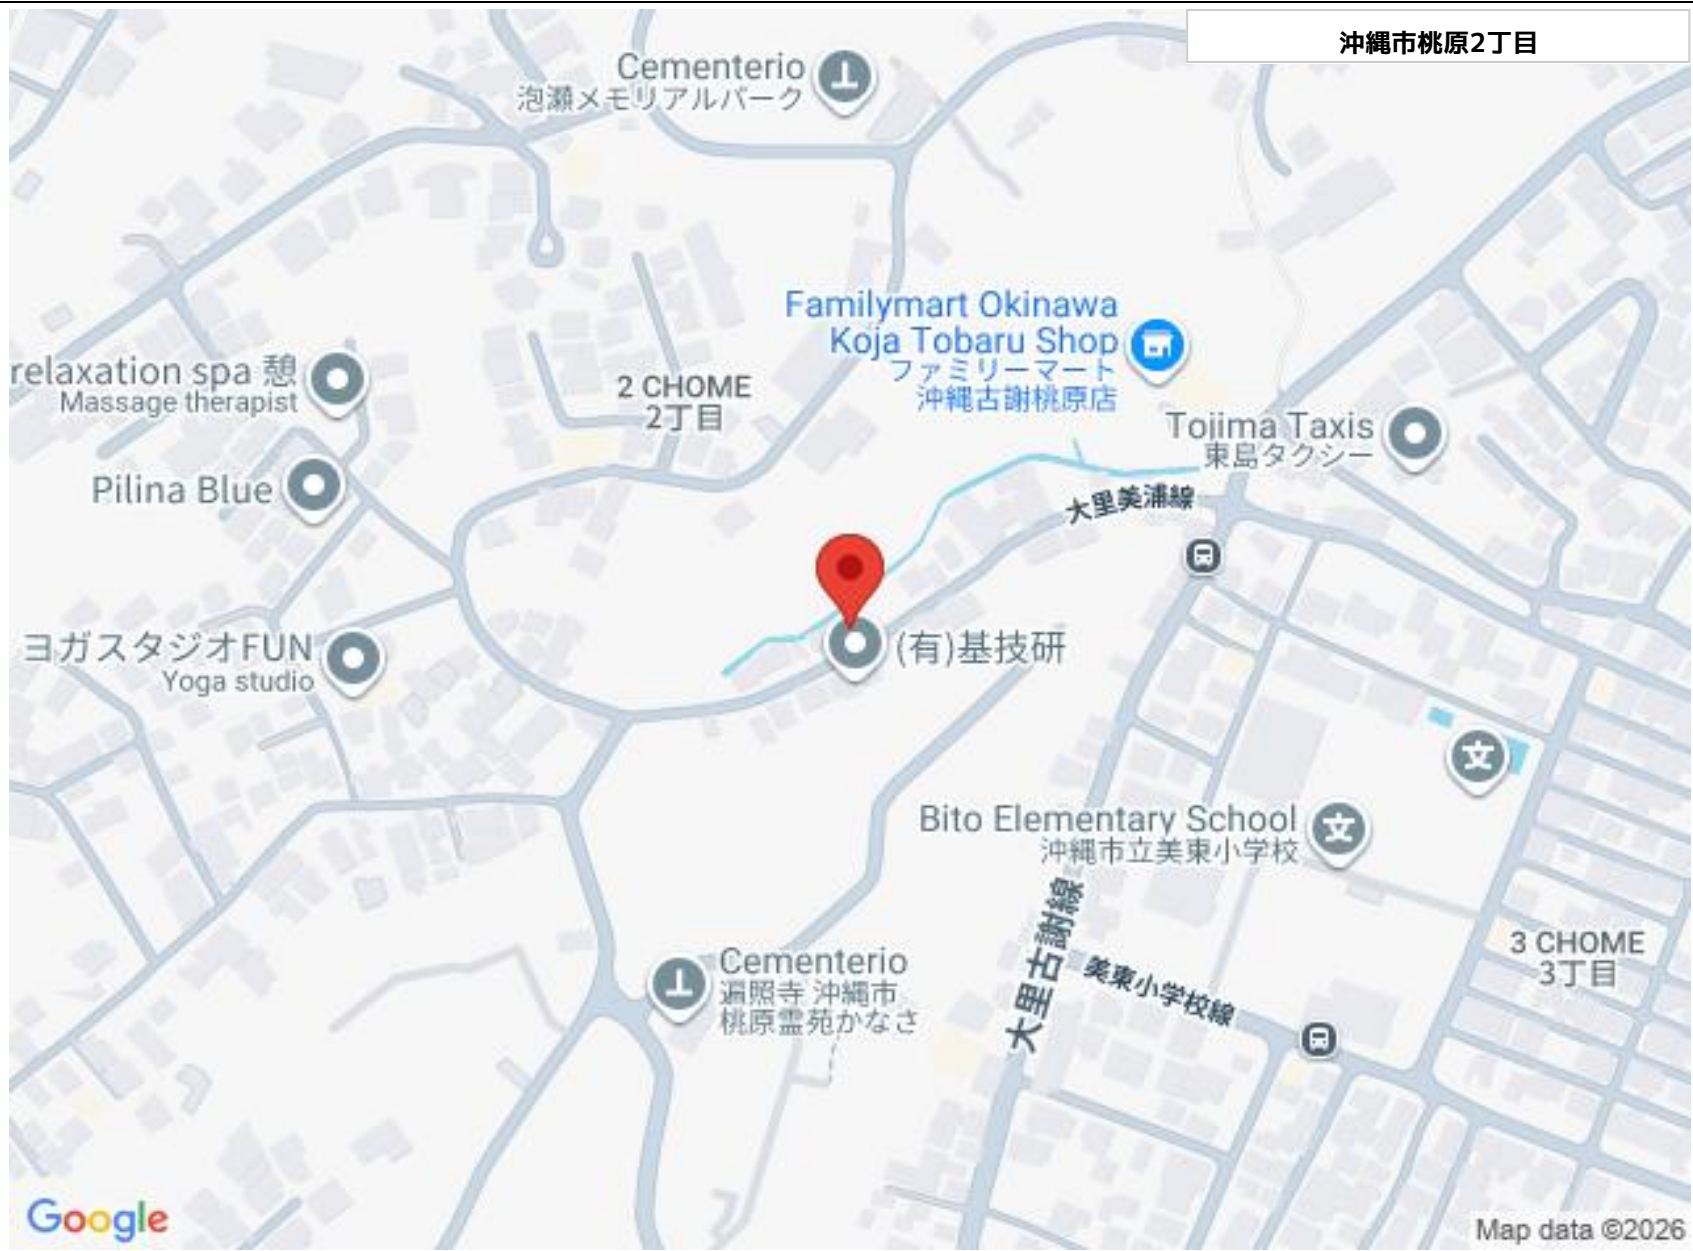 沖縄市桃原2丁目
Cementerio
泡瀬メモリアルパーク
Familymart Okinawa
Koja Tobaru Shop
ファミリーマート
沖縄古謝桃原店
relaxation spa 憩
Massage therapist
2 CHOME
2丁目
Tojima Taxis
東島タクシー
Pilina Blue
大里美浦線
ヨガスタジオFUN
Yoga studio
(有)基技研
文
Bito Elementary School
沖縄市立美東小学校
文
大里古謝線
3 CHOME
3丁目
Cementerio
遍照寺 沖縄市
桃原霊苑かなさ
美東小学校線
Google
Map data ©2026